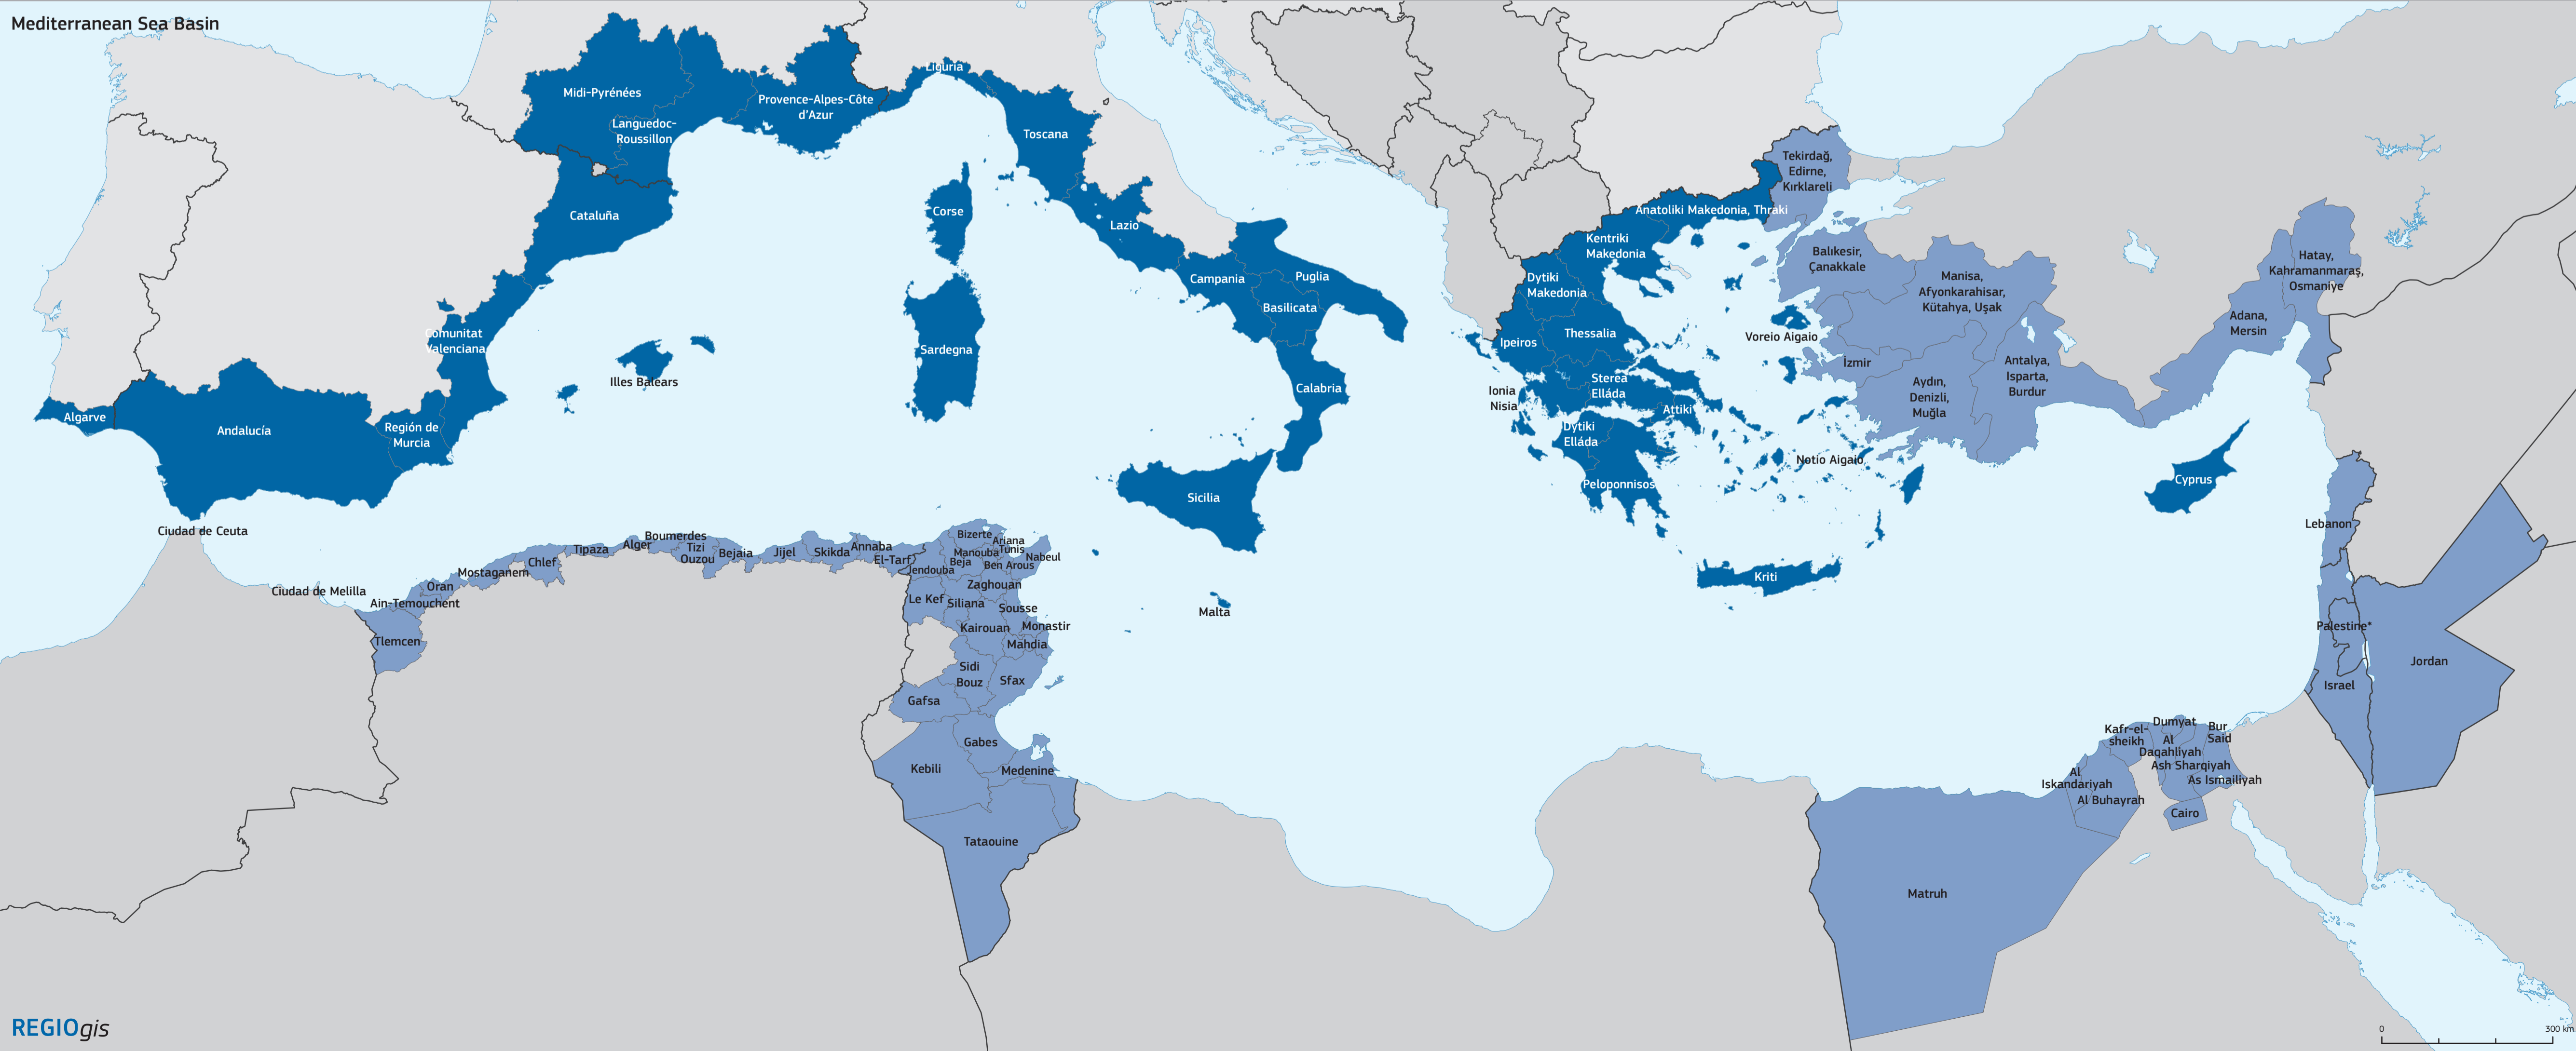 Mediterranean Sea Basin
Midi-Pyrénées
Languedoc-
Roussillon
Provence-Alpes-Côte
d'Azur
Liguria
Toscana
Corse
Lazio
Cataluña
Comunitat
Valenciana
Illes Balears
Sardegna
Campania
Puglia
Basilicata
Calabria
Sicilia
Malta
Algarve
Andalucía
Región de
Murcia
Ciudad de Ceuta
Ciudad de Melilla
Anatoliki Makedonia, Thraki
Kentriki
Makedonia
Dytiki
Makedonia
Ipeiros
Thessalia
Ionia
Nisia
Sterea
Elláda
Attiki
Dytiki
Elláda
Peloponnisos
Voreio Aigaio
Notio Aigaio
Kriti
Cyprus
Tekirdağ,
Edirne,
Kırklareli
Balıkesir,
Çanakkale
Manisa,
Afyonkarahisar,
Kütahya, Uşak
İzmir
Aydın,
Denizli,
Muğla
Antalya,
Isparta,
Burdur
Adana,
Mersin
Hatay,
Kahramanmaraş,
Osmaniye
Lebanon
Palestine*
Israel
Jordan
Tlemcen
Ain-Temouchent
Oran
Mostaganem
Chlef
Tipaza
Alger
Boumerdes
Tizi
Ouzou
Bejaia
Jijel
Skikda
Annaba
El-Tarf
Bizerte
Ariana
Tunis
Manouba
Nabeul
Beja
Ben Arous
Jendouba
Zaghouan
Le Kef
Siliana
Sousse
Kairouan
Monastir
Mahdia
Sidi
Bouz
Sfax
Gafsa
Gabes
Kebili
Medenine
Tataouine
Matruh
Al
Iskandariyah
Al Buhayrah
Kafr-el-
sheikh
Dumyat
Al
Daqahliyah
Bur
Said
Ash Sharqiyah
As Ismailiyah
Cairo
REGIOgis
0 300 km